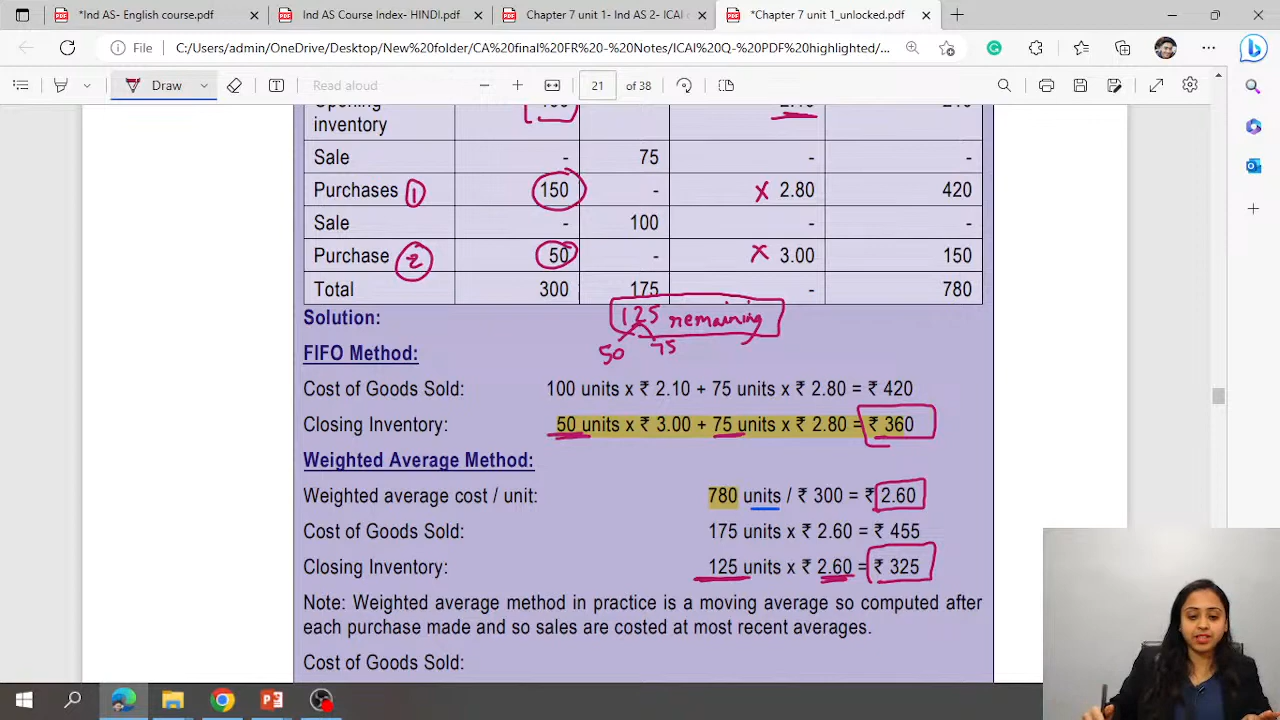 *Ind AS- English course.pdf
Ind AS Course Index- HINDI.pdf
Chapter 7 unit 1- Ind AS 2- ICAI
*Chapter 7 unit 1_unlocked.pdf
File C:/Users/admin/OneDrive/Desktop/New%20folder/CA%20final%20FR%20-%20Notes/ICAI%20Q-%20PDF%20highlighted/...
Draw
Read aloud
21 of 38
inventory
Sale - 75 - -
Purchases 1 150 - x 2.80 420
Sale - 100 - -
Purchase 2 50 - x 3.00 150
Total 300 175 - 780
Solution: 125 remaining
50 75
FIFO Method:
Cost of Goods Sold: 100 units x ₹ 2.10 + 75 units x ₹ 2.80 = ₹ 420
Closing Inventory: 50 units x ₹ 3.00 + 75 units x ₹ 2.80 = ₹ 360
Weighted Average Method:
Weighted average cost / unit: 780 units / ₹ 300 = ₹ 2.60
Cost of Goods Sold: 175 units x ₹ 2.60 = ₹ 455
Closing Inventory: 125 units x ₹ 2.60 = ₹ 325
Note: Weighted average method in practice is a moving average so computed after
each purchase made and so sales are costed at most recent averages.
Cost of Goods Sold: